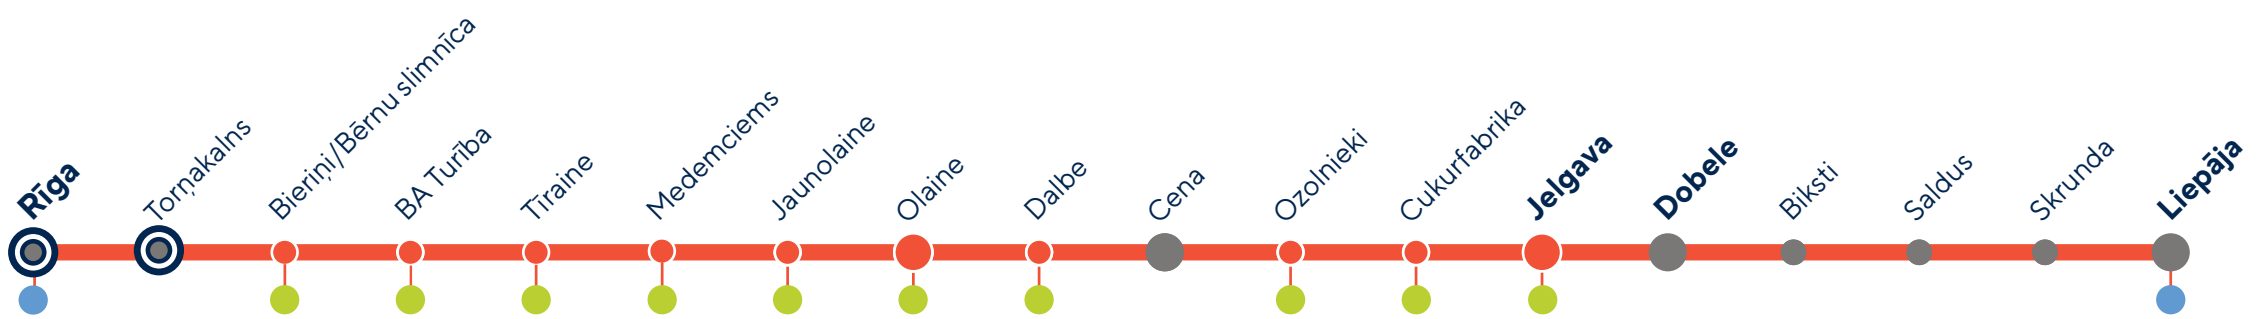 Rīga
Torņakalns
Bieriņi/Bērnu slimnīca
BA Turība
Tīraine
Medemciems
Jaunolaine
Olaine
Dalbe
Cena
Ozolnieki
Cukurfabrika
Jelgava
Dobele
Biksti
Saldus
Skrunda
Liepāja